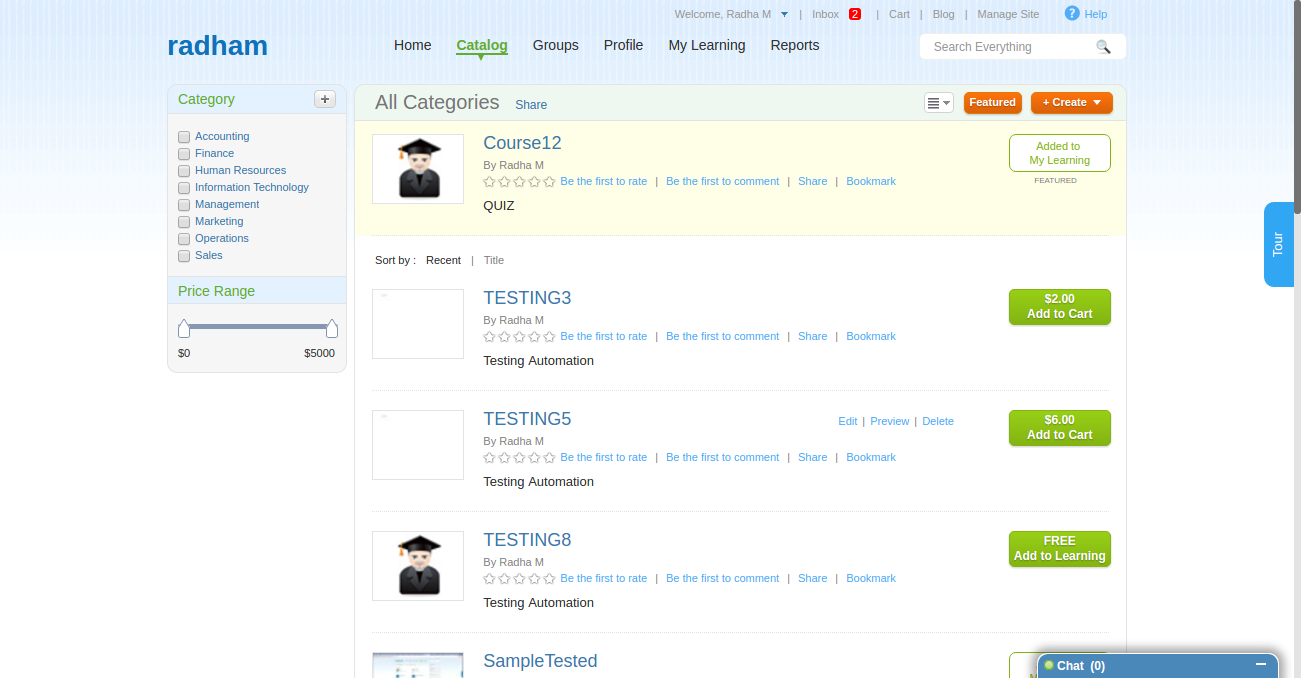 Welcome, Radha M | Inbox 2 | Cart | Blog | Manage Site ? Help
radham
Home Catalog Groups Profile My Learning Reports
Search Everything
Category +
Accounting
Finance
Human Resources
Information Technology
Management
Marketing
Operations
Sales
Price Range
$0 $5000
All Categories Share
Featured + Create
Course12
By Radha M
Be the first to rate | Be the first to comment | Share | Bookmark
QUIZ
Added to
My Learning
FEATURED
Sort by : Recent | Title
TESTING3
By Radha M
Be the first to rate | Be the first to comment | Share | Bookmark
Testing Automation
$2.00
Add to Cart
TESTING5
Edit | Preview | Delete
By Radha M
Be the first to rate | Be the first to comment | Share | Bookmark
Testing Automation
$6.00
Add to Cart
TESTING8
By Radha M
Be the first to rate | Be the first to comment | Share | Bookmark
Testing Automation
FREE
Add to Learning
SampleTested
Tour
Chat (0)